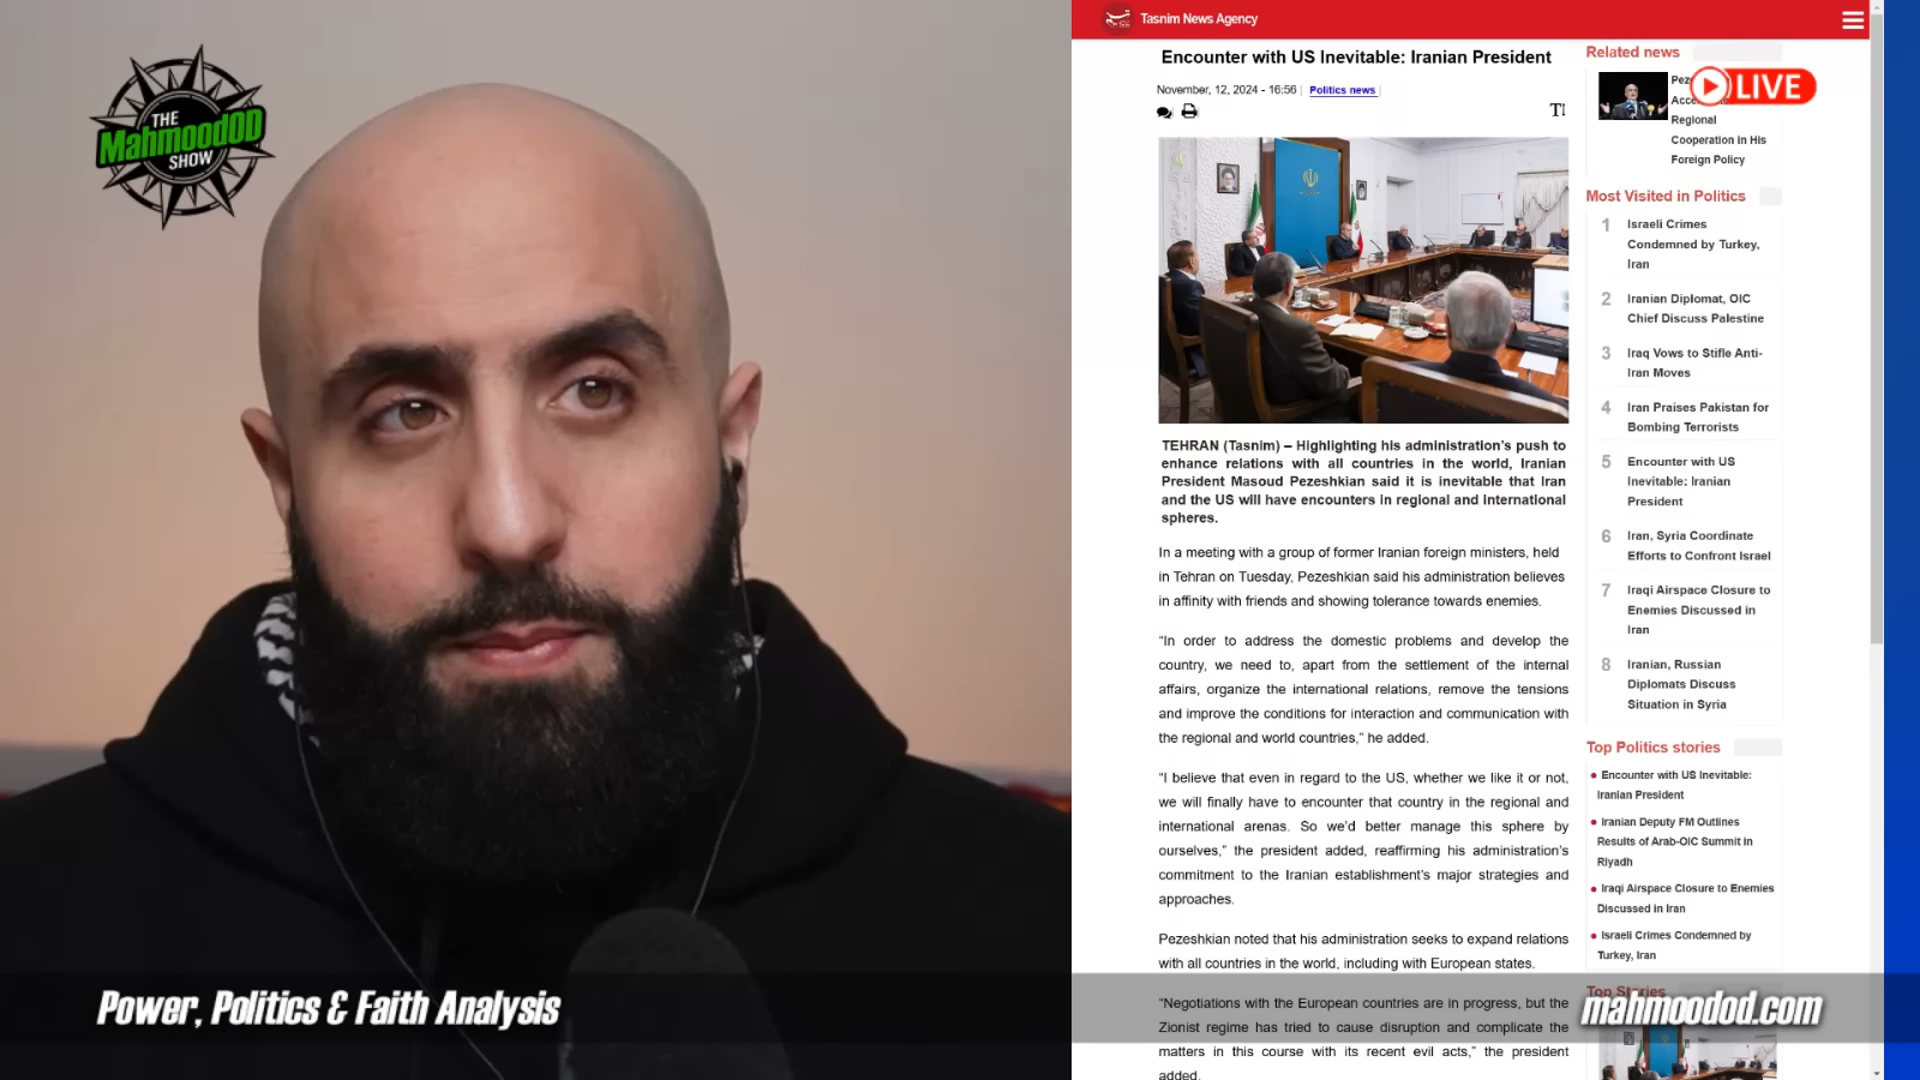 THE
MahmoodOD
SHOW
Tasnim News Agency
Encounter with US Inevitable: Iranian President
November, 12, 2024 - 16:56 | Politics news |
T
TEHRAN (Tasnim) – Highlighting his administration's push to
enhance relations with all countries in the world, Iranian
President Masoud Pezeshkian said it is inevitable that Iran
and the US will have encounters in regional and international
spheres.
In a meeting with a group of former Iranian foreign ministers, held
in Tehran on Tuesday, Pezeshkian said his administration believes
in affinity with friends and showing tolerance towards enemies.
"In order to address the domestic problems and develop the
country, we need to, apart from the settlement of the internal
affairs, organize the international relations, remove the tensions
and improve the conditions for interaction and communication with
the regional and world countries," he added.
"I believe that even in regard to the US, whether we like it or not,
we will finally have to encounter that country in the regional and
international arenas. So we'd better manage this sphere by
ourselves," the president added, reaffirming his administration's
commitment to the Iranian establishment's major strategies and
approaches.
Pezeshkian noted that his administration seeks to expand relations
with all countries in the world, including with European states.
"Negotiations with the European countries are in progress, but the
Zionist regime has tried to cause disruption and complicate the
matters in this course with its recent evil acts," the president
added.
Related news
LIVE
Regional
Cooperation in His
Foreign Policy
Most Visited in Politics
1 Israeli Crimes
Condemned by Turkey,
Iran
2 Iranian Diplomat, OIC
Chief Discuss Palestine
3 Iraq Vows to Stifle Anti-
Iran Moves
4 Iran Praises Pakistan for
Bombing Terrorists
5 Encounter with US
Inevitable: Iranian
President
6 Iran, Syria Coordinate
Efforts to Confront Israel
7 Iraqi Airspace Closure to
Enemies Discussed in
Iran
8 Iranian, Russian
Diplomats Discuss
Situation in Syria
Top Politics stories
Encounter with US Inevitable:
Iranian President
Iranian Deputy FM Outlines
Results of Arab-OIC Summit in
Riyadh
Iraqi Airspace Closure to Enemies
Discussed in Iran
Israeli Crimes Condemned by
Turkey, Iran
Top Stories
Power, Politics & Faith Analysis
mahmoodod.com